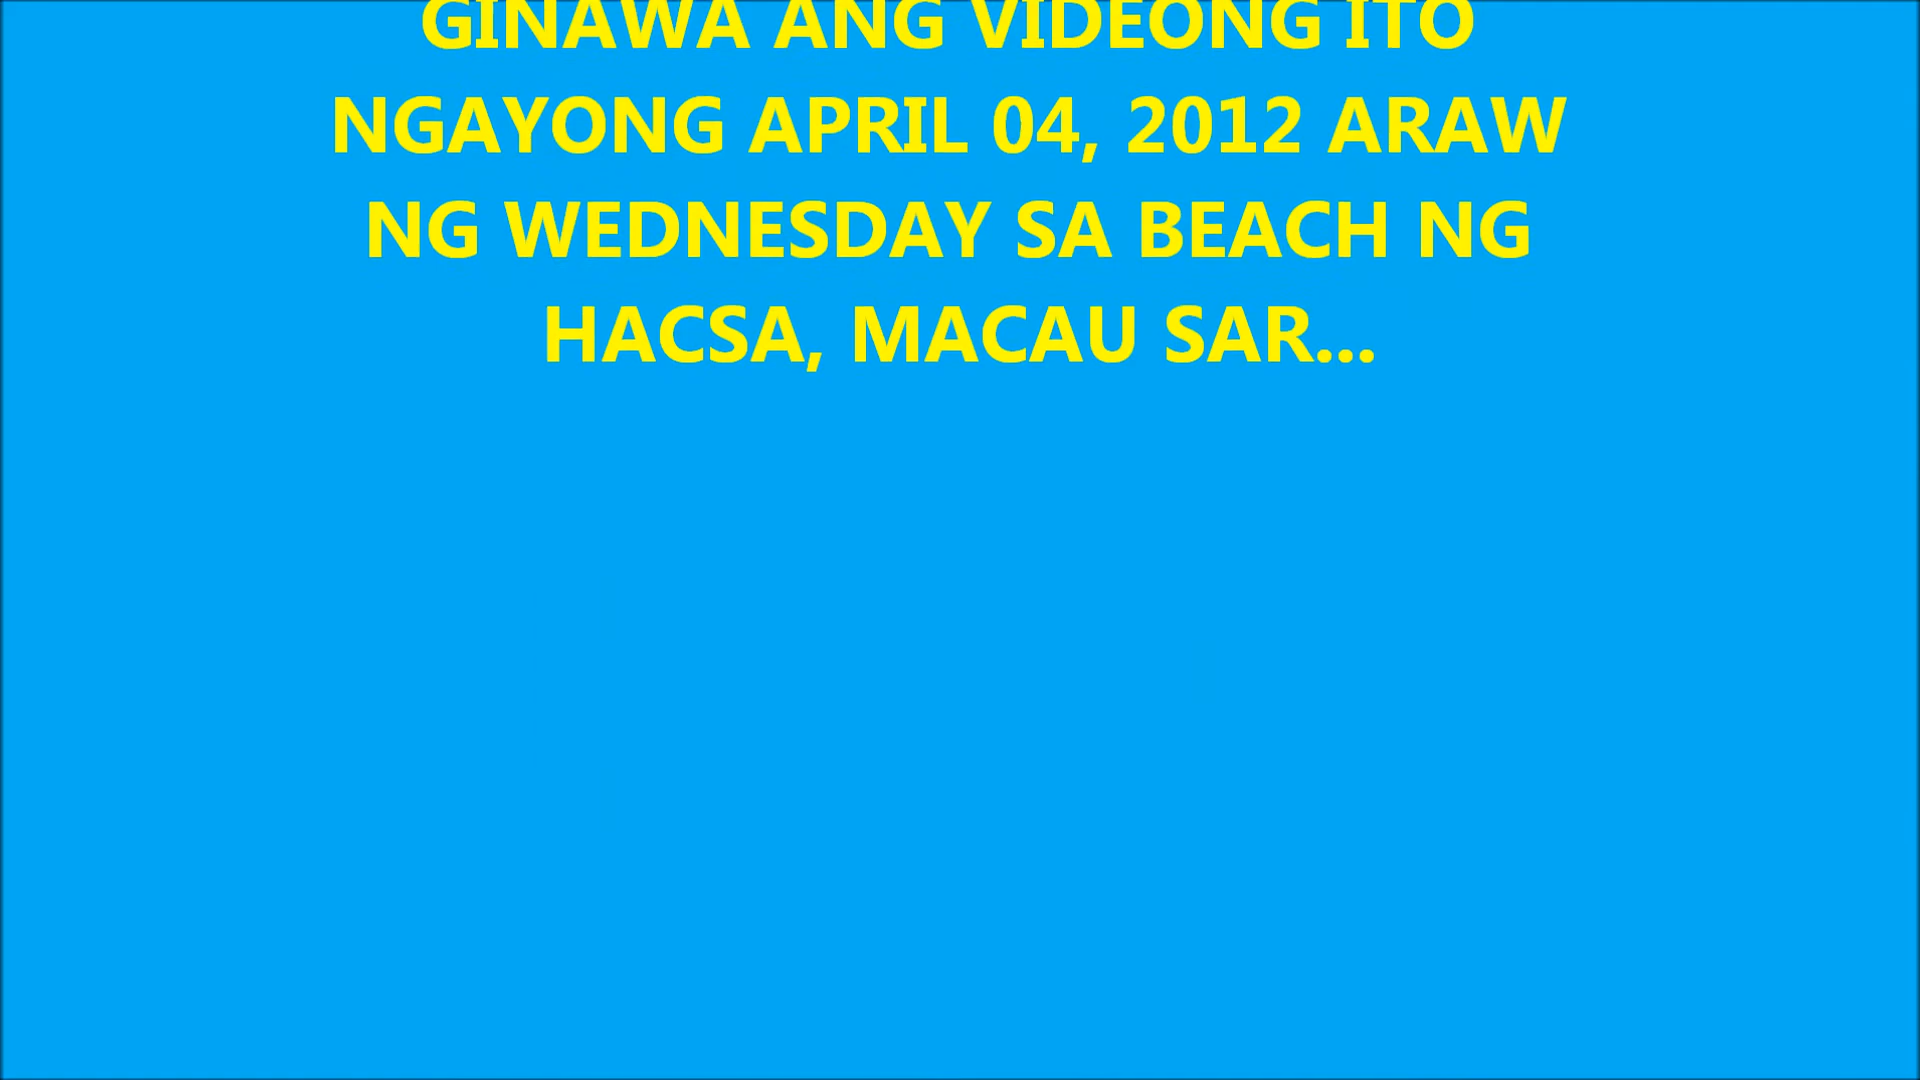 GINAWA ANG VIDEONG ITO
NGAYONG APRIL 04, 2012 ARAW
NG WEDNESDAY SA BEACH NG
HACSA, MACAU SAR...